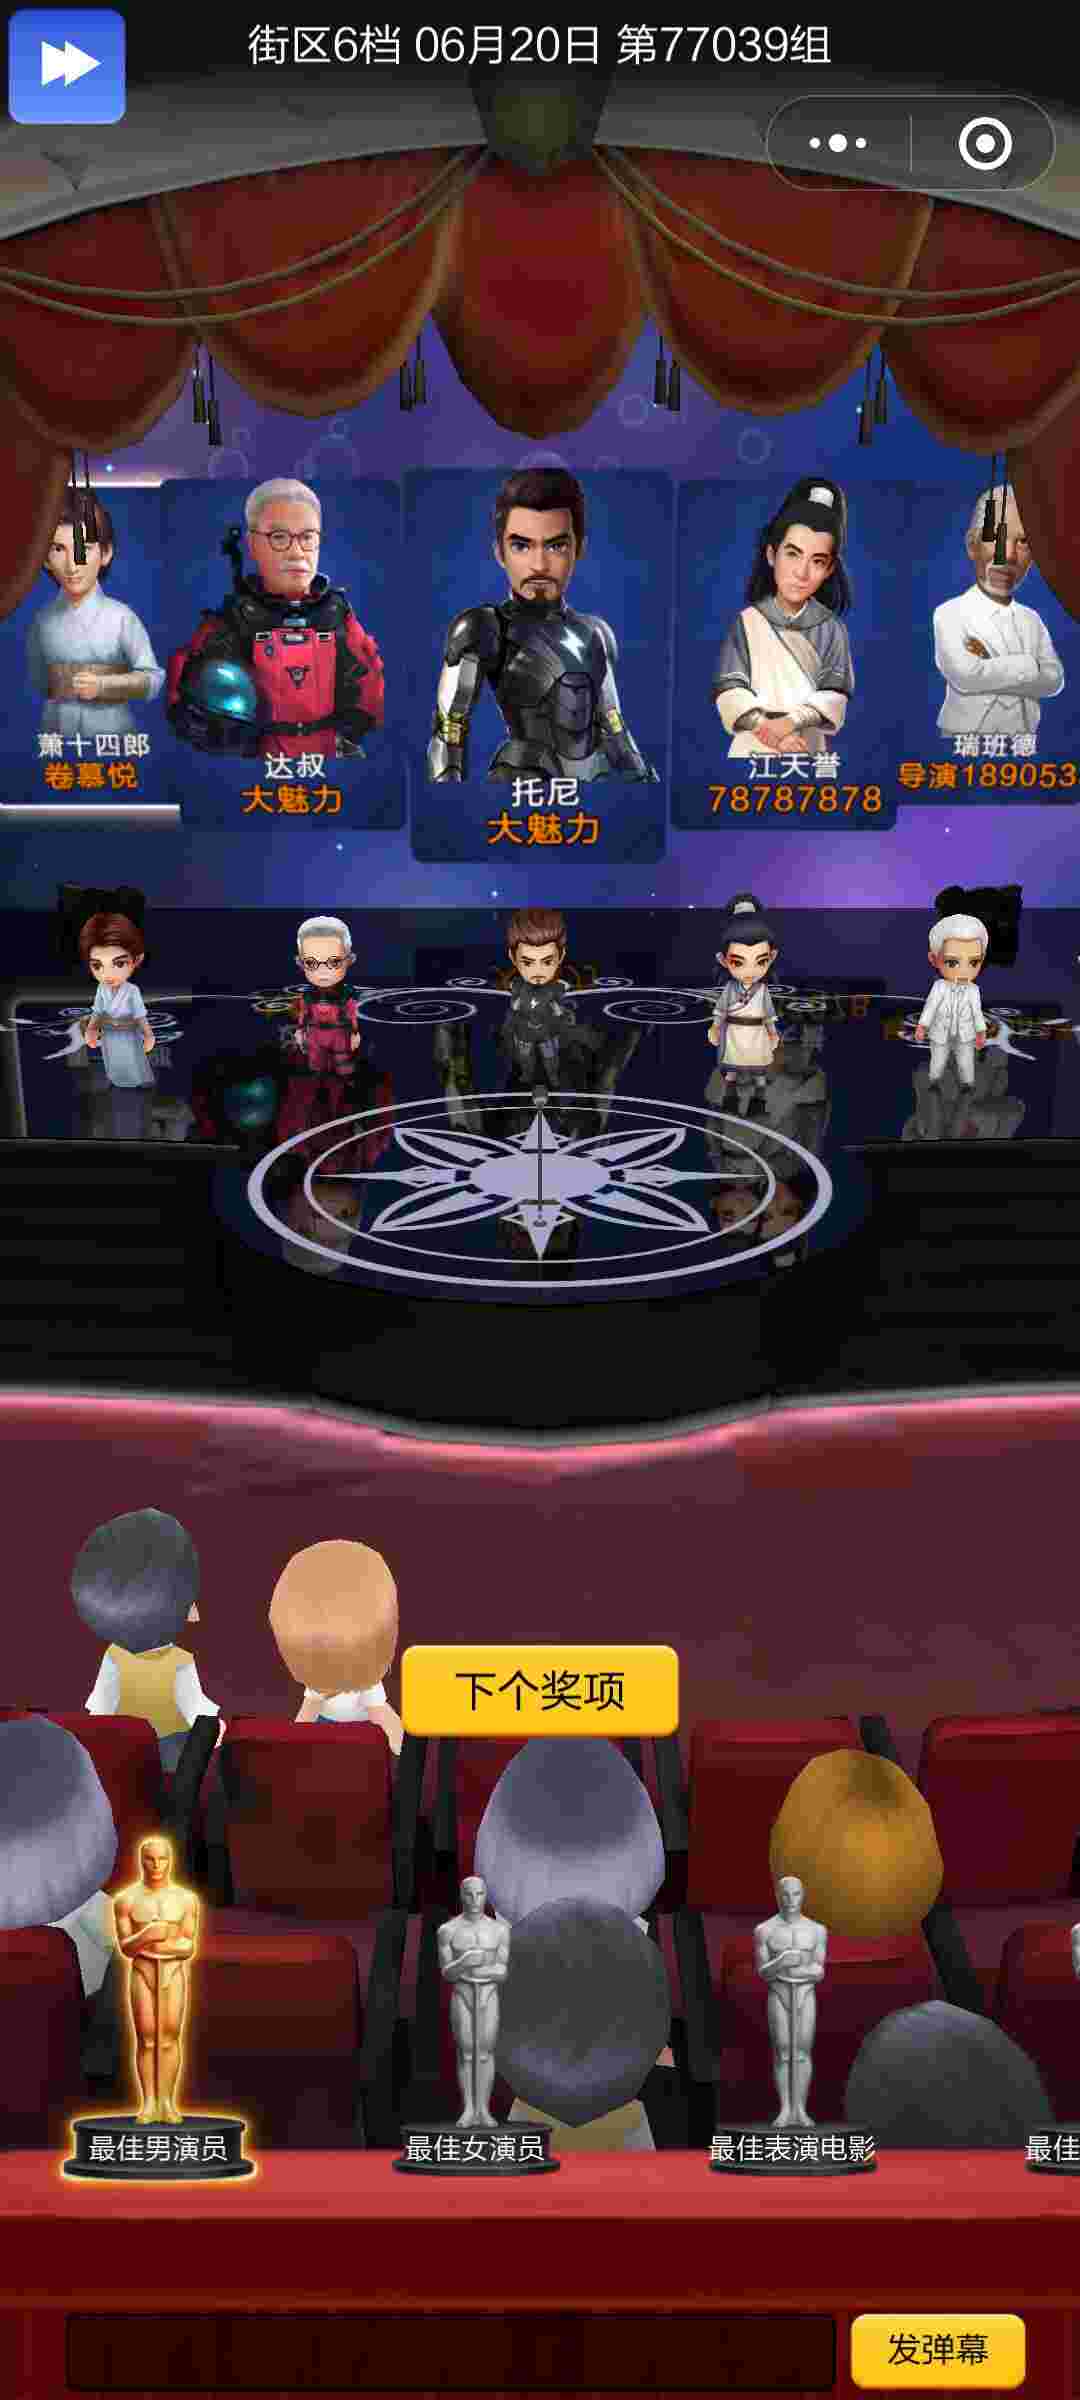 街区6档 06月20日 第77039组
萧十四郎
卷慕悦
达叔
大魅力
托尼
大魅力
江天誉
78787878
瑞班德
导演189053
下个奖项
最佳男演员
最佳女演员
最佳表演电影
最佳
发弹幕